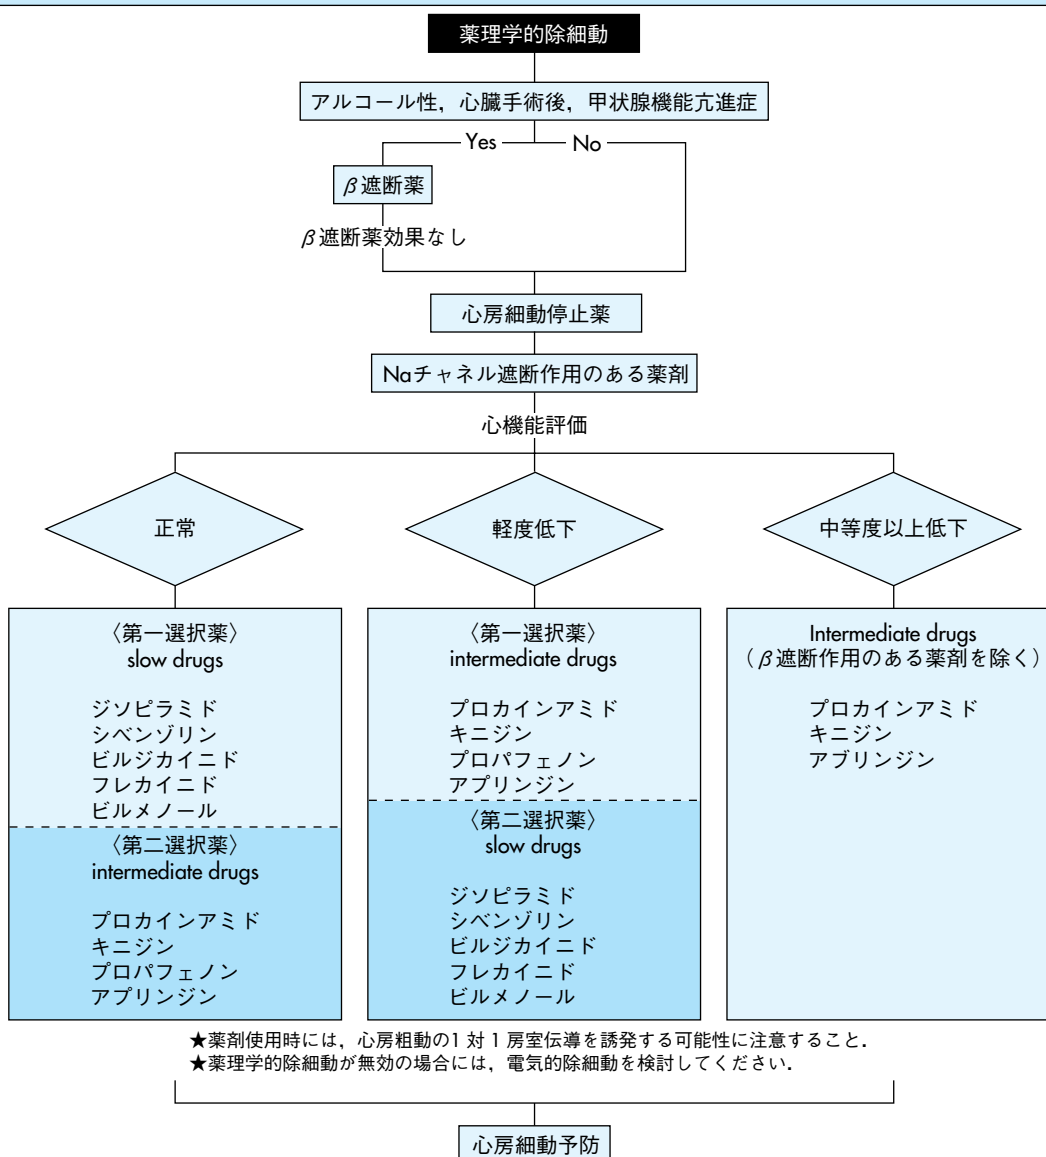 薬理学的除細動
アルコール性，心臓手術後，甲状腺機能亢進症
Yes
No
β遮断薬
β遮断薬効果なし
心房細動停止薬
Naチャネル遮断作用のある薬剤
心機能評価
正常
軽度低下
中等度以上低下
〈第一選択薬〉
slow drugs
ジソピラミド
シベンゾリン
ピルジカイニド
フレカイニド
ピルメノール
〈第二選択薬〉
intermediate drugs
プロカインアミド
キニジン
プロパフェノン
アプリンジン
〈第一選択薬〉
intermediate drugs
プロカインアミド
キニジン
プロパフェノン
アプリンジン
〈第二選択薬〉
slow drugs
ジソピラミド
シベンゾリン
ピルジカイニド
フレカイニド
ピルメノール
Intermediate drugs
（β遮断作用のある薬剤を除く）
プロカインアミド
キニジン
アプリンジン
★薬剤使用時には，心房粗動の1対1房室伝導を誘発する可能性に注意すること．
★薬理学的除細動が無効の場合には，電気的除細動を検討してください．
心房細動予防